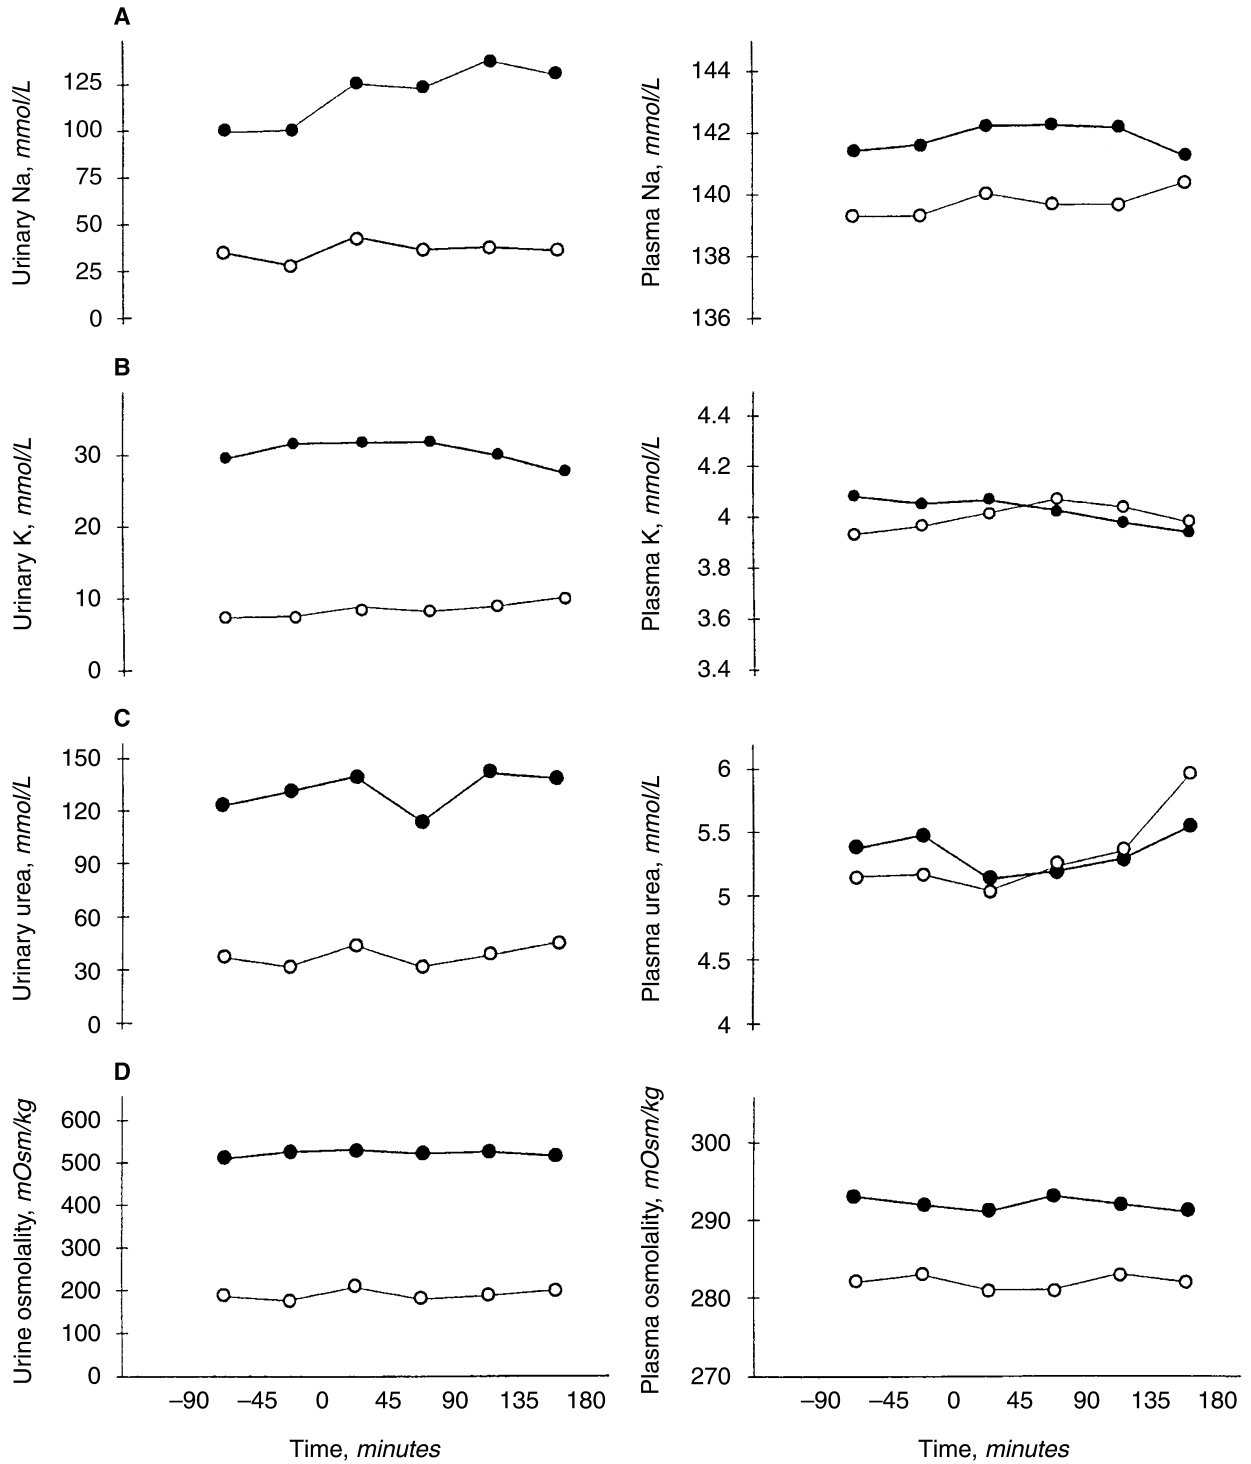 A
Urinary Na, mmol/L
125
100
75
50
25
0
Plasma Na, mmol/L
144
142
140
138
136
B
Urinary K, mmol/L
30
20
10
0
Plasma K, mmol/L
4.4
4.2
4
3.8
3.6
3.4
C
Urinary urea, mmol/L
150
120
90
60
30
0
Plasma urea, mmol/L
6
5.5
5
4.5
4
D
Urine osmolality, mOsm/kg
600
500
400
300
200
100
0
Plasma osmolality, mOsm/kg
300
290
280
270
–90 –45 0 45 90 135 180
Time, minutes
–90 –45 0 45 90 135 180
Time, minutes